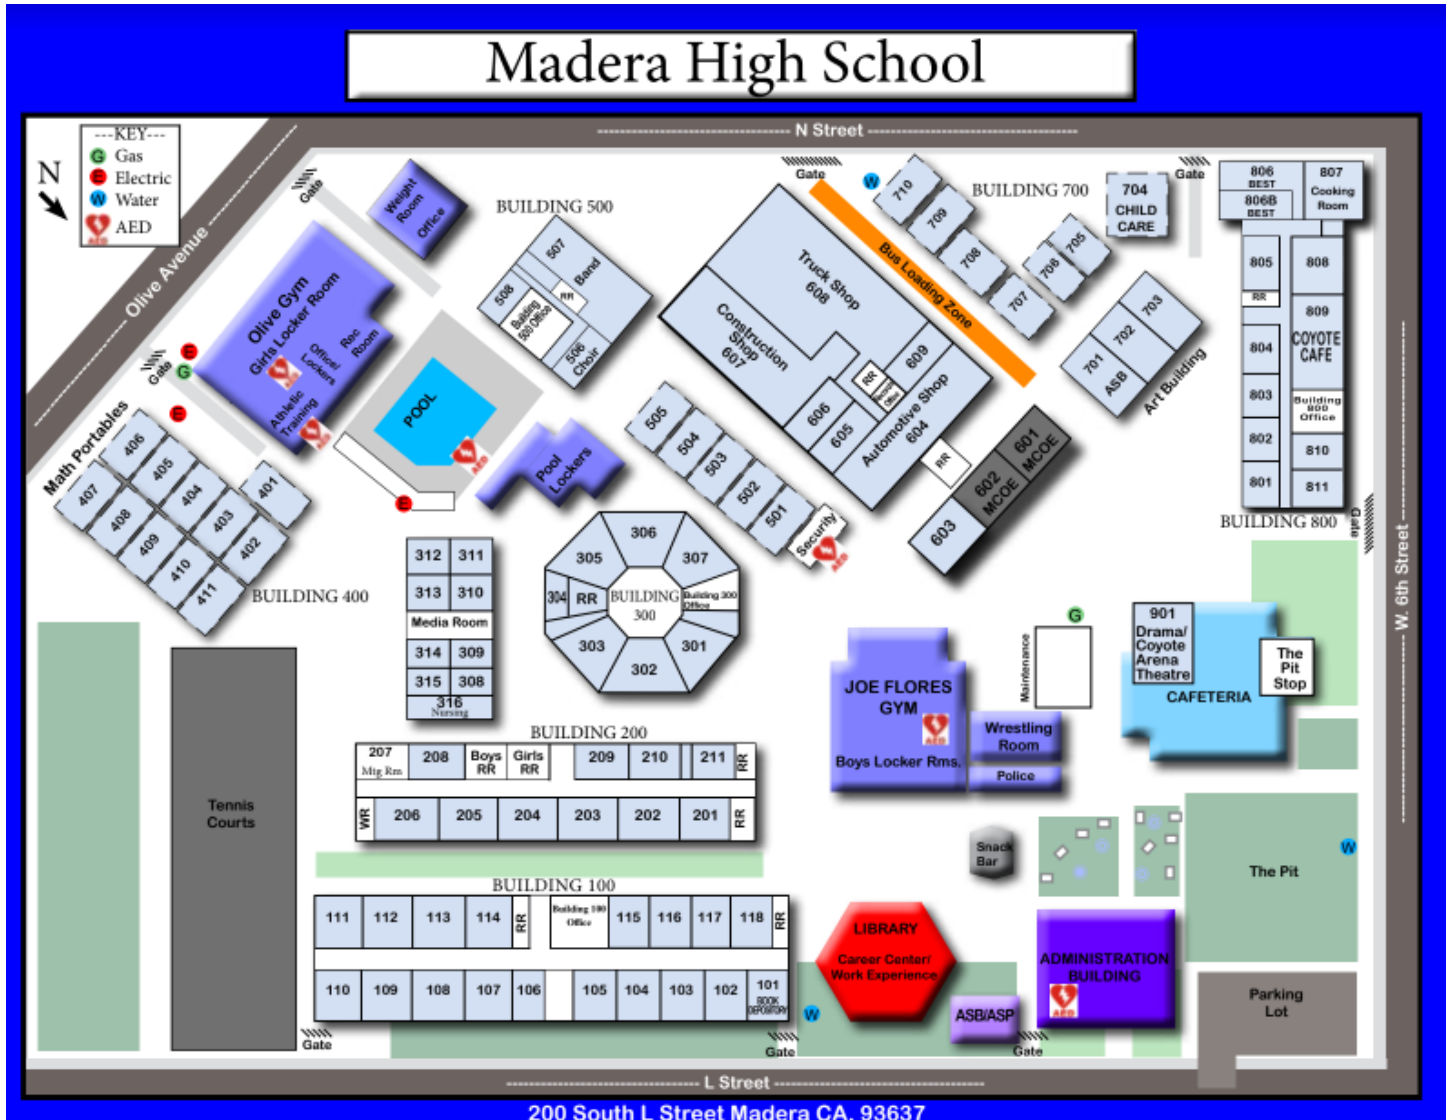 Madera High School
---KEY---
G Gas
E Electric
W Water
AED AED
N
N Street
Olive Avenue
W. 6th Street
L Street
Gate
Weight
Room
Office
Olive Gym
Girls Locker Room
Office/
Lockers
Rec
Room
Athletic
Training
AED
AED
Gate
E
G
E
POOL
AED
E
Pool
Lockers
BUILDING 500
507
Band
508
RR
Building
500 Office
506
Choir
505
504
503
502
501
Security
AED
Gate
W
Bus Loading Zone
Truck Shop
608
Construction
Shop
607
609
RR
606
605
Automotive Shop
604
RR
601
MCOE
602
MCOE
603
BUILDING 700
710
709
708
707
706
705
704
CHILD
CARE
Gate
703
702
701
ASB
Art Building
806
BEST
806B
BEST
807
Cooking
Room
805
808
RR
809
COYOTE
CAFE
804
803
Building
800
Office
802
810
801
811
BUILDING 800
Gate
Math Portables
406
405
404
403
402
401
407
408
409
410
411
BUILDING 400
312
311
313
310
Media Room
314
309
315
308
316
Nursing
306
305
307
304
RR
BUILDING
300
Building 300
Office
303
301
302
G
Maintenance
901
Drama/
Coyote
Arena
Theatre
CAFETERIA
The
Pit
Stop
JOE FLORES
GYM
AED
Boys Locker Rms.
Wrestling
Room
Police
BUILDING 200
207
Mtg Rm
208
Boys
RR
Girls
RR
209
210
211
RR
WR
206
205
204
203
202
201
RR
Tennis
Courts
Snack
Bar
The Pit
W
BUILDING 100
111
112
113
114
RR
Building 100
Office
115
116
117
118
RR
110
109
108
107
106
105
104
103
102
101
BOOK
DEPOSITORY
LIBRARY
Career Center/
Work Experience
W
ASB/ASP
ADMINISTRATION
BUILDING
AED
Parking
Lot
Gate
Gate
Gate
200 South L Street Madera CA, 93637